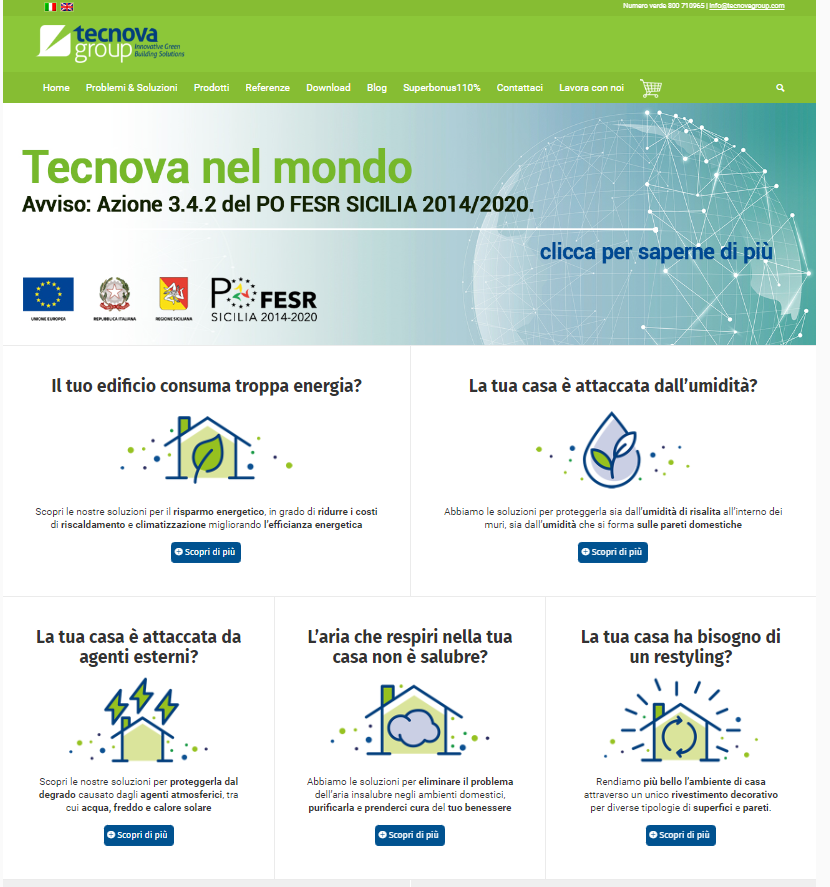 Numero verde 800 710965 | info@tecnovagroup.com
tecnova
group Innovative Green
Building Solutions
Home Problemi & Soluzioni Prodotti Referenze Download Blog Superbonus110% Contattaci Lavora con noi
Tecnova nel mondo
Avviso: Azione 3.4.2 del PO FESR SICILIA 2014/2020.
clicca per saperne di più
UNIONE EUROPEA REPUBBLICA ITALIANA REGIONE SICILIANA
PO FESR
SICILIA 2014-2020
Il tuo edificio consuma troppa energia?
Scopri le nostre soluzioni per il risparmio energetico, in grado di ridurre i costi
di riscaldamento e climatizzazione migliorando l'efficianza energetica
Scopri di più
La tua casa è attaccata dall'umidità?
Abbiamo le soluzioni per proteggerla sia dall'umidità di risalita all'interno dei
muri, sia dall'umidità che si forma sulle pareti domestiche
Scopri di più
La tua casa è attaccata da
agenti esterni?
Scopri le nostre soluzioni per proteggerla dal
degrado causato dagli agenti atmosferici, tra
cui acqua, freddo e calore solare
Scopri di più
L'aria che respiri nella tua
casa non è salubre?
Abbiamo le soluzioni per eliminare il problema
dell'aria insalubre negli ambienti domestici,
purificarla e prenderci cura del tuo benessere
Scopri di più
La tua casa ha bisogno di
un restyling?
Rendiamo più bello l'ambiente di casa
attraverso un unico rivestimento decorativo
per diverse tipologie di superfici e pareti.
Scopri di più